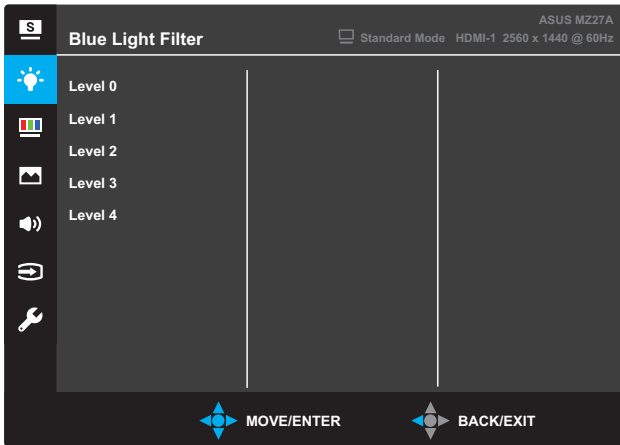 S
ASUS MZ27A
Blue Light Filter
Standard Mode HDMI-1 2560 x 1440 @ 60Hz
Level 0
Level 1
Level 2
Level 3
Level 4
MOVE/ENTER
BACK/EXIT